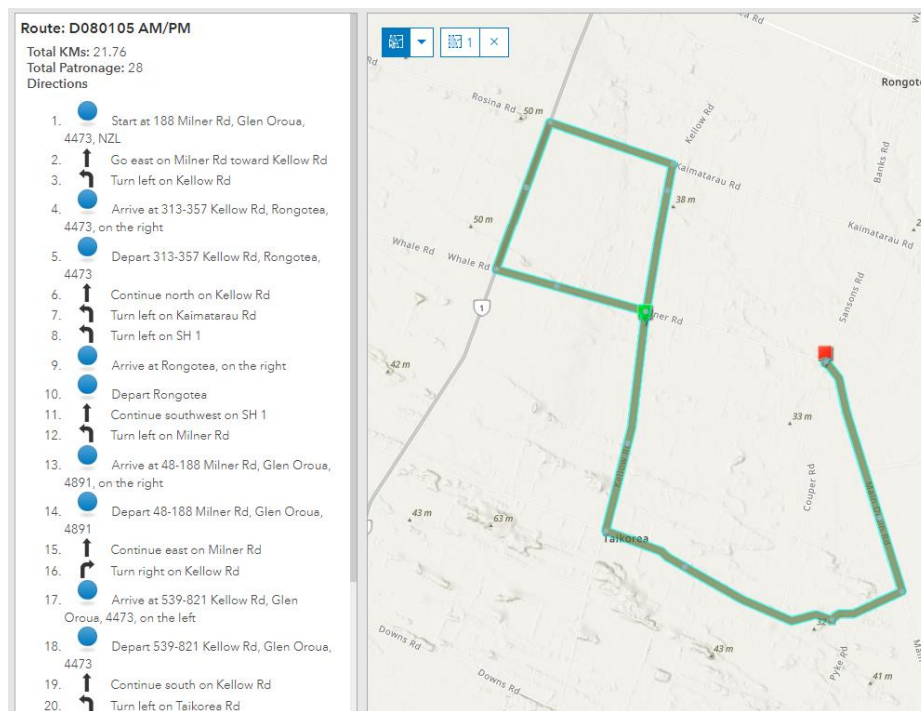 Route: D080105 AM/PM
Total KMs: 21.76
Total Patronage: 28
Directions
1. Start at 188 Milner Rd, Glen Oroua,
4473, NZL
2. Go east on Milner Rd toward Kellow Rd
3. Turn left on Kellow Rd
4. Arrive at 313-357 Kellow Rd, Rongotea,
4473, on the right
5. Depart 313-357 Kellow Rd, Rongotea,
4473
6. Continue north on Kellow Rd
7. Turn left on Kaimatarau Rd
8. Turn left on SH 1
9. Arrive at Rongotea, on the right
10. Depart Rongotea
11. Continue southwest on SH 1
12. Turn left on Milner Rd
13. Arrive at 48-188 Milner Rd, Glen Oroua,
4891, on the right
14. Depart 48-188 Milner Rd, Glen Oroua,
4891
15. Continue east on Milner Rd
16. Turn right on Kellow Rd
17. Arrive at 539-821 Kellow Rd, Glen
Oroua, 4473, on the left
18. Depart 539-821 Kellow Rd, Glen Oroua,
4473
19. Continue south on Kellow Rd
20. Turn left on Taikorea Rd
1
ea Rd
Rd
Rongote
Rosina Rd
50 m
Kellow Rd
Banks Rd
Kaimatarau Rd
38 m
50 m
Kaimatarau Rd
Whale Rd
Whale Rd
Sansons Rd
1
lner Rd
42 m
33 m
Kellow Rd
Couper Rd
Main Drain Rd
43 m
63 m
Taikorea
32 m
Downs Rd
43 m
Pyke Rd
Main
41 m
Downs Rd